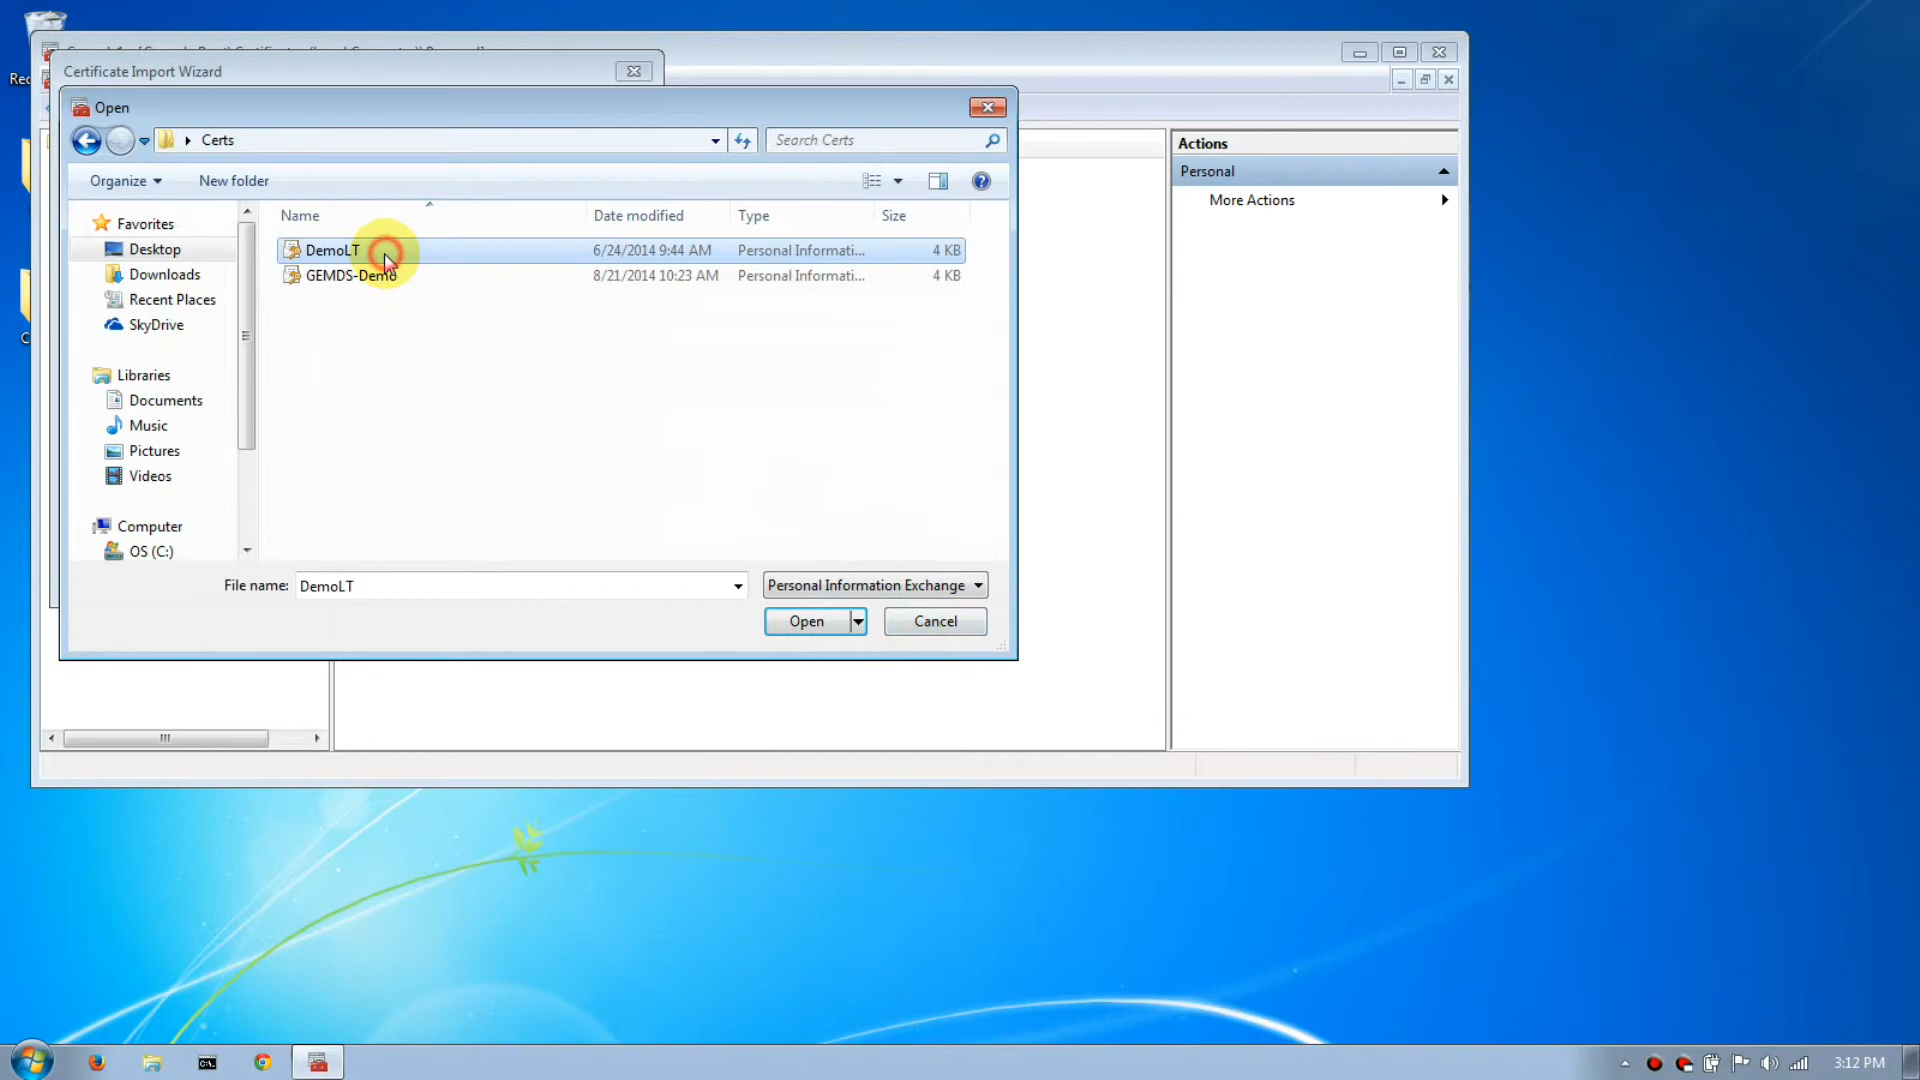 Rec
Certificate Import Wizard
Open
Certs
Search Certs
Organize
New folder
Name
Date modified
Type
Size
DemoLT
6/24/2014 9:44 AM
Personal Informati...
4 KB
GEMDS-Demo
8/21/2014 10:23 AM
Personal Informati...
4 KB
Favorites
Desktop
Downloads
Recent Places
SkyDrive
Libraries
Documents
Music
Pictures
Videos
Computer
OS (C:)
File name:
DemoLT
Personal Information Exchange
Open
Cancel
Actions
Personal
More Actions
C
3:12 PM